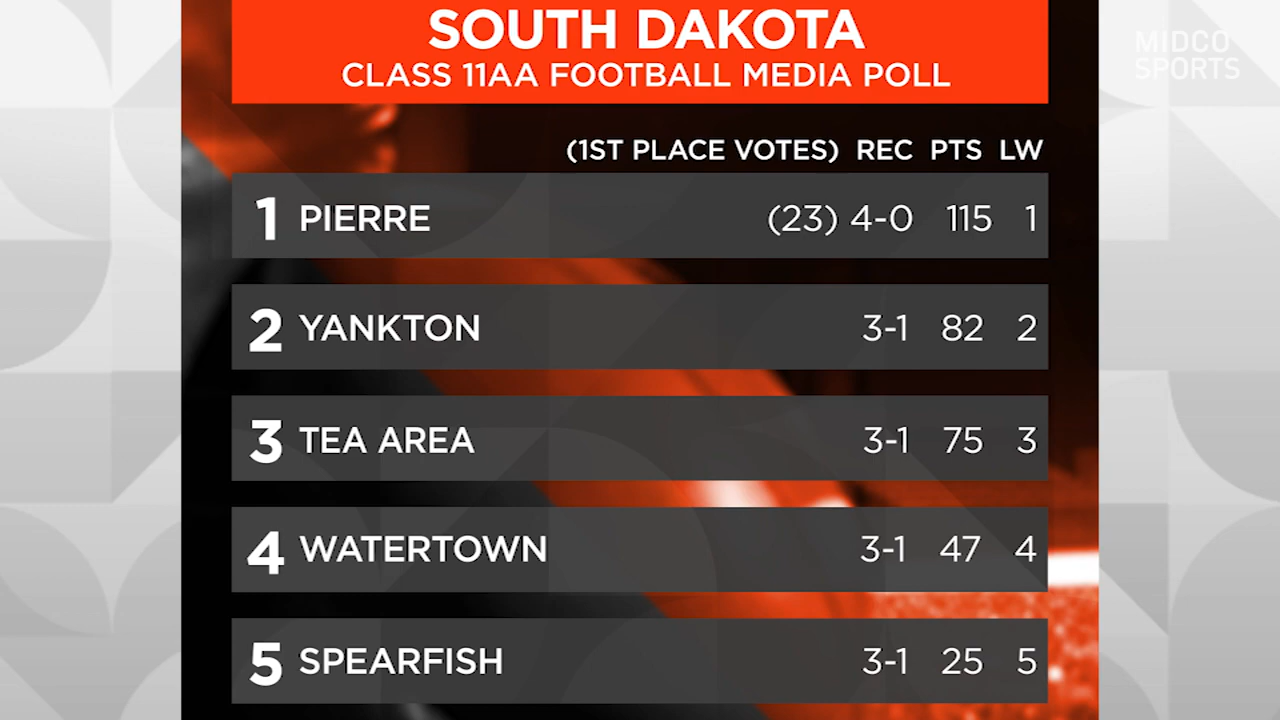 SOUTH DAKOTA
CLASS 11AA FOOTBALL MEDIA POLL
MIDCO
SPORTS
(1ST PLACE VOTES) REC PTS LW
1 PIERRE (23) 4-0 115 1
2 YANKTON 3-1 82 2
3 TEA AREA 3-1 75 3
4 WATERTOWN 3-1 47 4
5 SPEARFISH 3-1 25 5